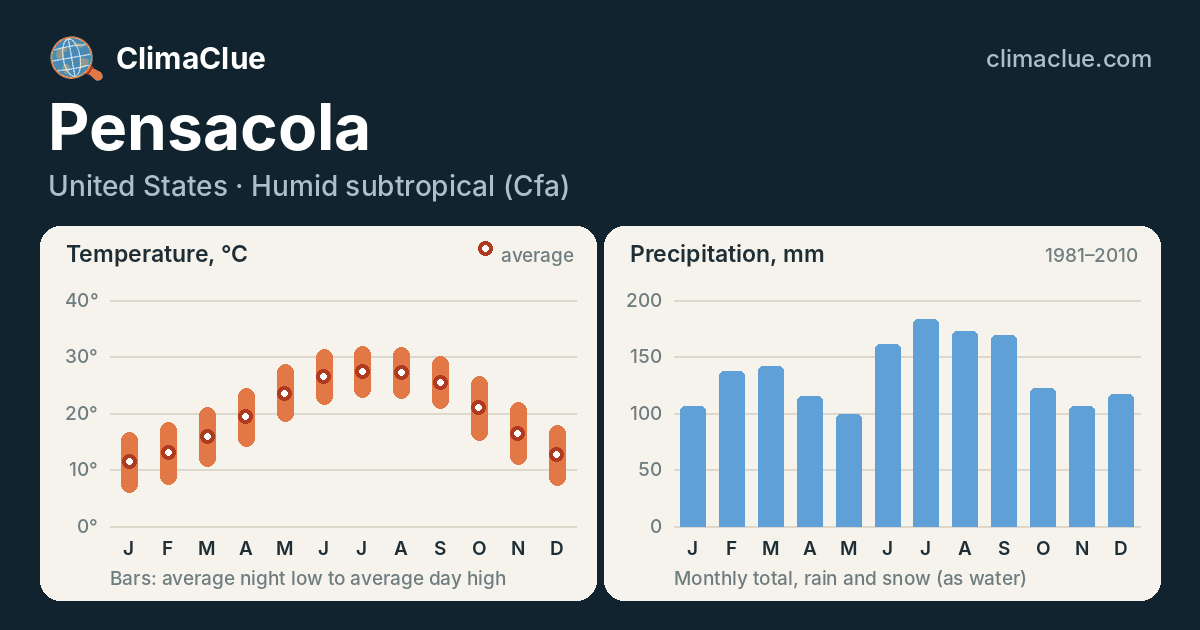 ClimaClue
climaclue.com
Pensacola
United States · Humid subtropical (Cfa)
Temperature, °C
average
40°
30°
20°
10°
0°
J F M A M J J A S O N D
Bars: average night low to average day high
Precipitation, mm
1981–2010
200
150
100
50
0
J F M A M J J A S O N D
Monthly total, rain and snow (as water)